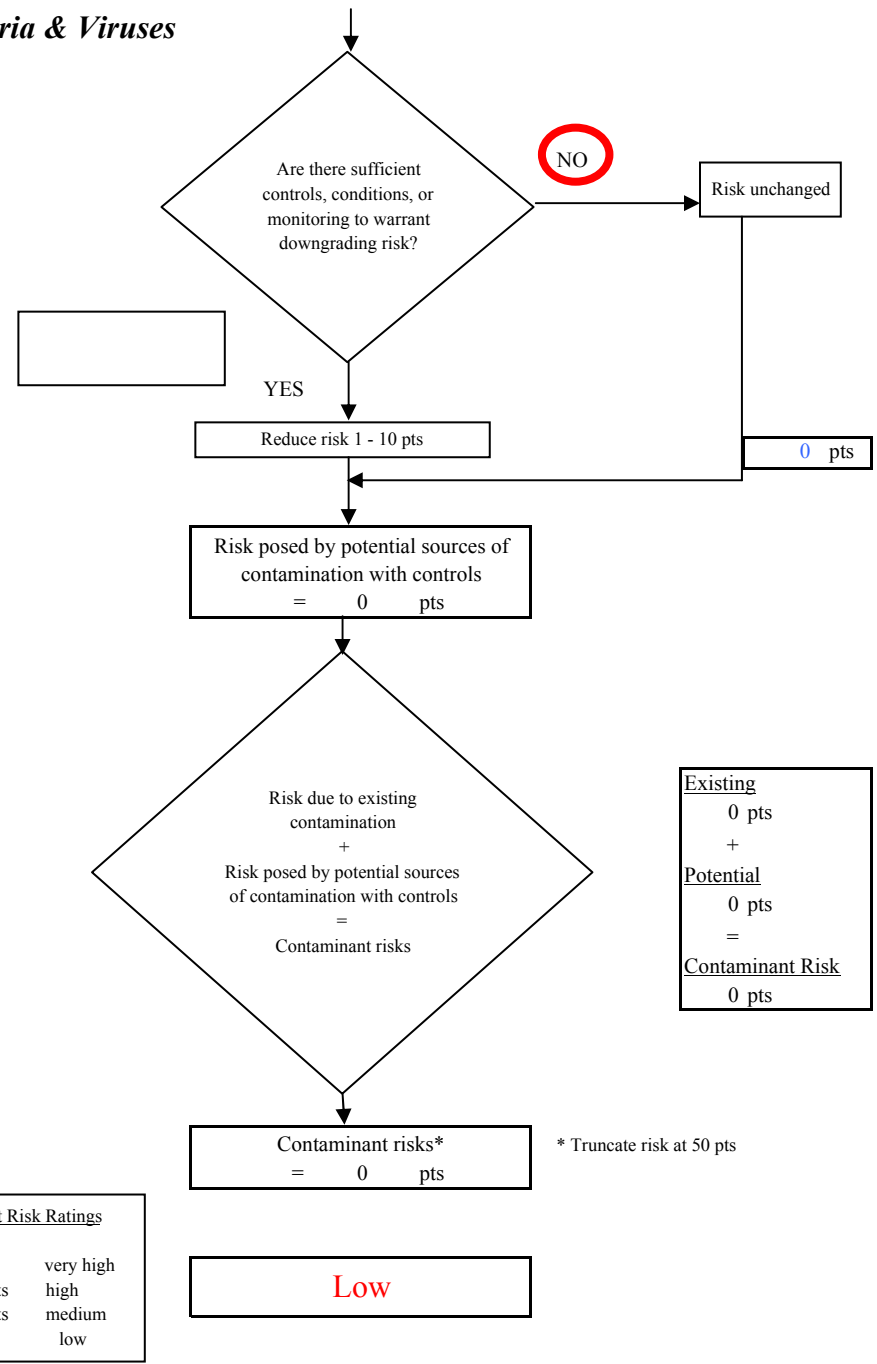 & Viruses
Are there sufficient
controls, conditions, or
monitoring to warrant
downgrading risk?
NO
Risk unchanged
YES
Reduce risk 1 - 10 pts
0 pts
Risk posed by potential sources of
contamination with controls
= 0 pts
Risk due to existing
contamination
+
Risk posed by potential sources
of contamination with controls
=
Contaminant risks
Existing
0 pts
+
Potential
0 pts
=
Contaminant Risk
0 pts
Contaminant risks*
= 0 pts
* Truncate risk at 50 pts
Risk Ratings
very high
high
medium
low
Low